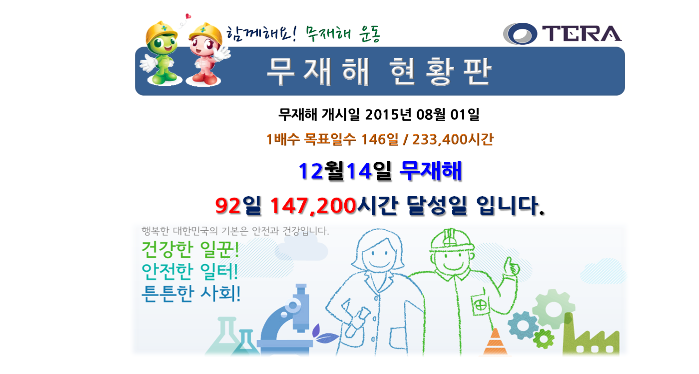 함께해요! 무재해 운동
TERA
무재해 현황판
무재해 개시일 2015년 08월 01일
1배수 목표일수 146일 / 233,400시간
12월14일 무재해
92일 147,200시간 달성일 입니다.
행복한 대한민국의 기본은 안전과 건강입니다.
건강한 일꾼!
안전한 일터!
튼튼한 사회!